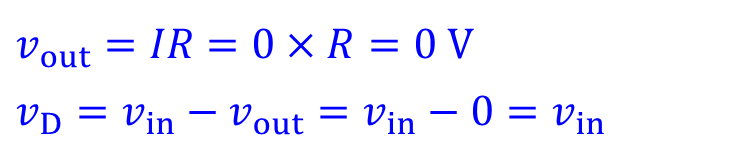 v_out = IR = 0 × R = 0 V
v_D = v_in − v_out = v_in − 0 = v_in